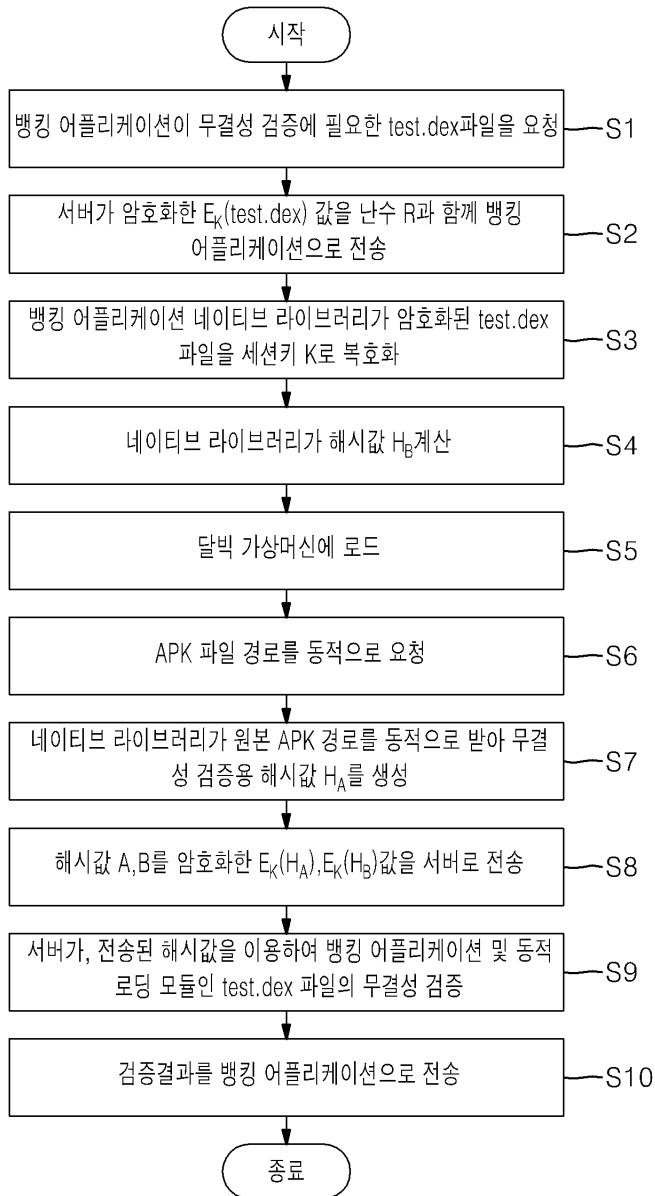 시작
뱅킹 어플리케이션이 무결성 검증에 필요한 test.dex파일을 요청
S1
서버가 암호화한 E_K(test.dex) 값을 난수 R과 함께 뱅킹
어플리케이션으로 전송
S2
뱅킹 어플리케이션 네이티브 라이브러리가 암호화된 test.dex
파일을 세션키 K로 복호화
S3
네이티브 라이브러리가 해시값 H_B계산
S4
달빅 가상머신에 로드
S5
APK 파일 경로를 동적으로 요청
S6
네이티브 라이브러리가 원본 APK 경로를 동적으로 받아 무결
성 검증용 해시값 H_A를 생성
S7
해시값 A,B를 암호화한 E_K(H_A),E_K(H_B)값을 서버로 전송
S8
서버가, 전송된 해시값을 이용하여 뱅킹 어플리케이션 및 동적
로딩 모듈인 test.dex 파일의 무결성 검증
S9
검증결과를 뱅킹 어플리케이션으로 전송
S10
종료